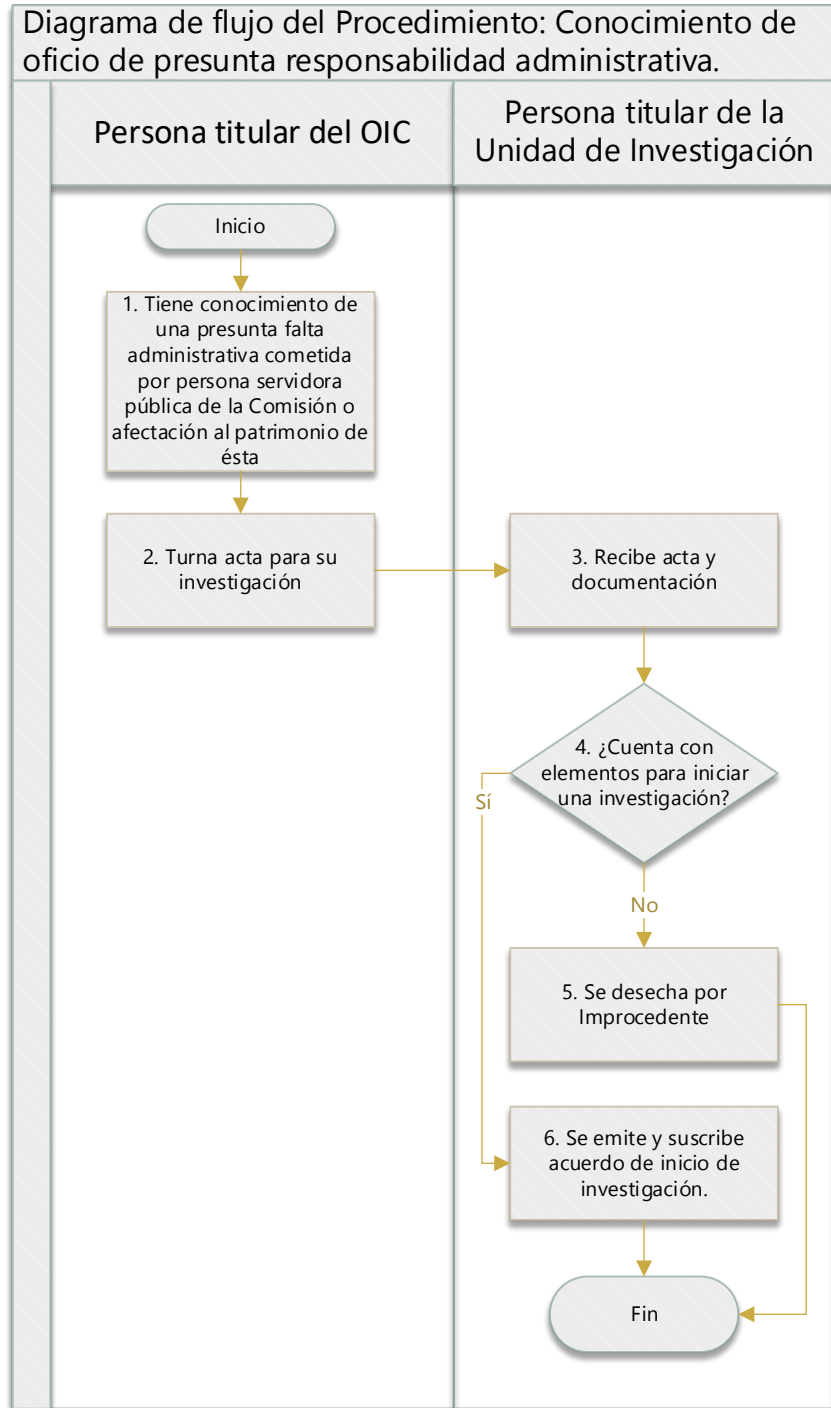 Diagrama de flujo del Procedimiento: Conocimiento de
oficio de presunta responsabilidad administrativa.
Persona titular del OIC
Persona titular de la
Unidad de Investigación
Inicio
1. Tiene conocimiento de
una presunta falta
administrativa cometida
por persona servidora
pública de la Comisión o
afectación al patrimonio de
ésta
2. Turna acta para su
investigación
3. Recibe acta y
documentación
4. ¿Cuenta con
elementos para iniciar
una investigación?
Sí
No
5. Se desecha por
Improcedente
6. Se emite y suscribe
acuerdo de inicio de
investigación.
Fin